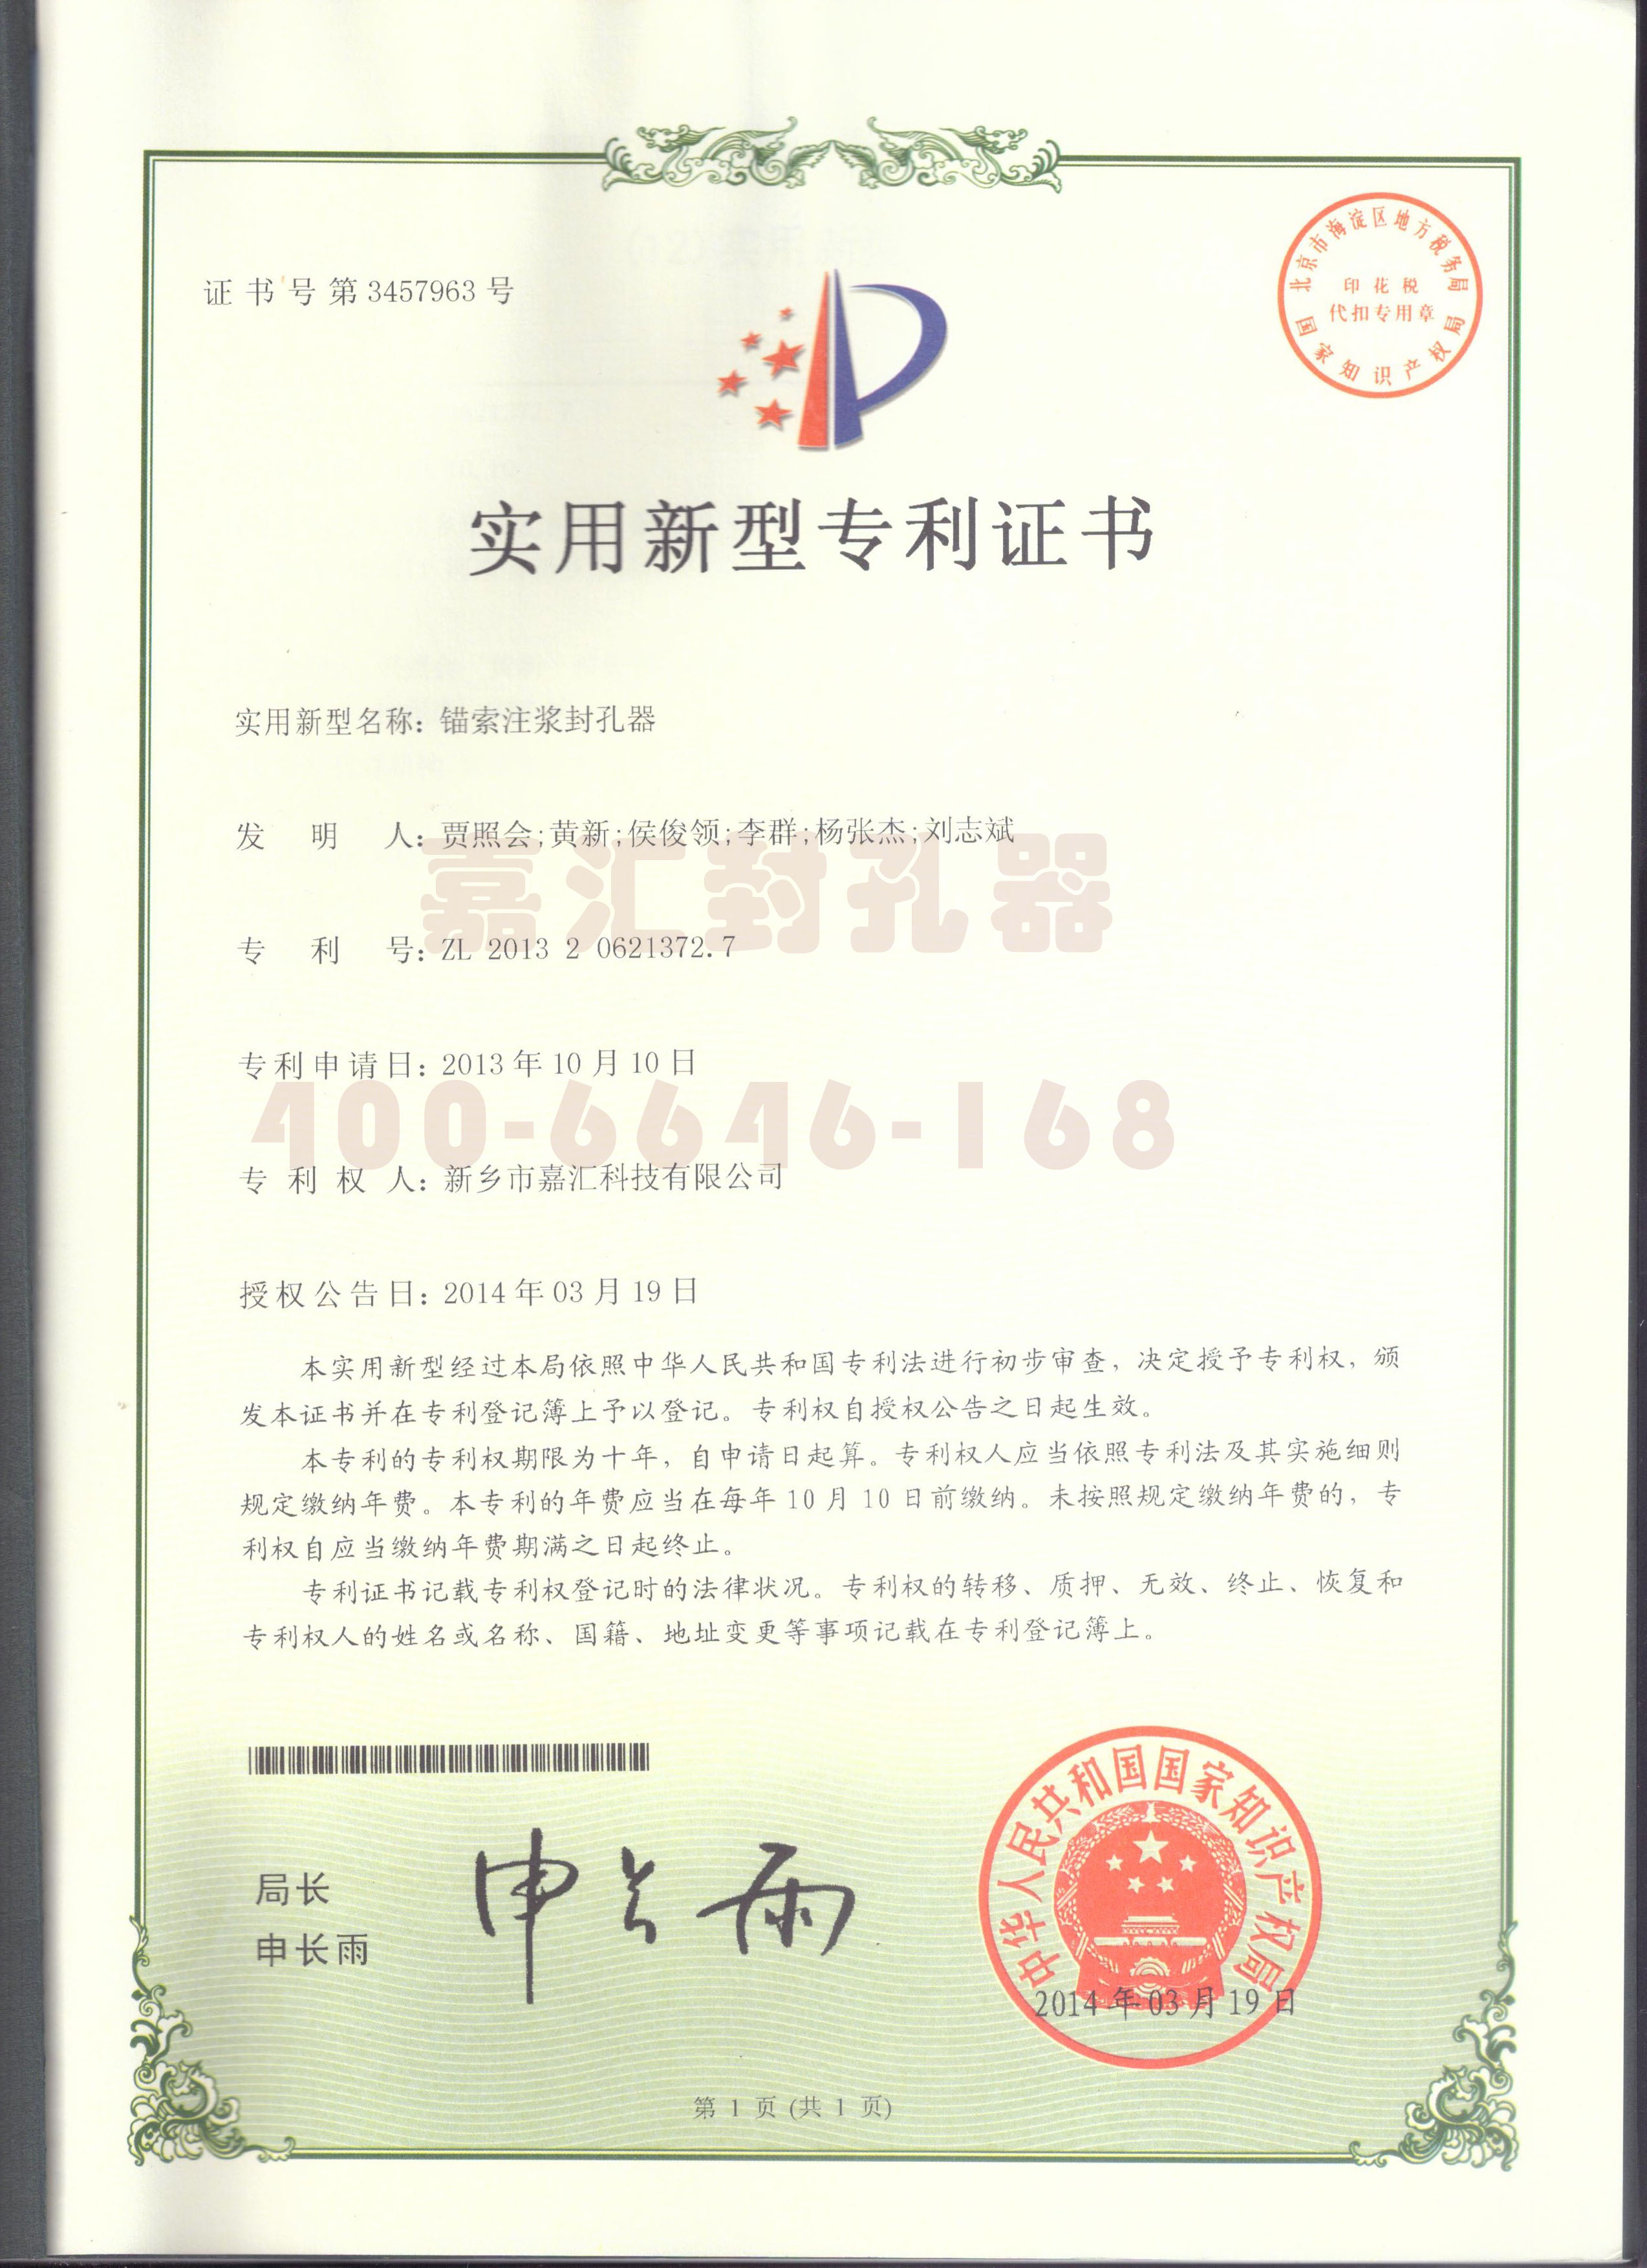 证书号第3457963号
北京市海淀区地方税务局
印花税
代扣专用章
国家知识产权局
实用新型专利证书
实用新型名称：锚索注浆封孔器
发明人：贾照会;黄新;侯俊领;李群;杨张杰;刘志斌
嘉汇封孔器
专利号：ZL 2013 2 0621372.7
专利申请日：2013年10月10日
400-6646-168
专利权人：新乡市嘉汇科技有限公司
授权公告日：2014年03月19日
本实用新型经过本局依照中华人民共和国专利法进行初步审查，决定授予专利权，颁
发本证书并在专利登记簿上予以登记。专利权自授权公告之日起生效。
本专利的专利权期限为十年，自申请日起算。专利权人应当依照专利法及其实施细则
规定缴纳年费。本专利的年费应当在每年10月10日前缴纳。未按照规定缴纳年费的，专
利权自应当缴纳年费期满之日起终止。
专利证书记载专利权登记时的法律状况。专利权的转移、质押、无效、终止、恢复和
专利权人的姓名或名称、国籍、地址变更等事项记载在专利登记簿上。
中华人民共和国国家知识产权局
局长
申长雨
申长雨
2014年03月19日
第1页(共1页)